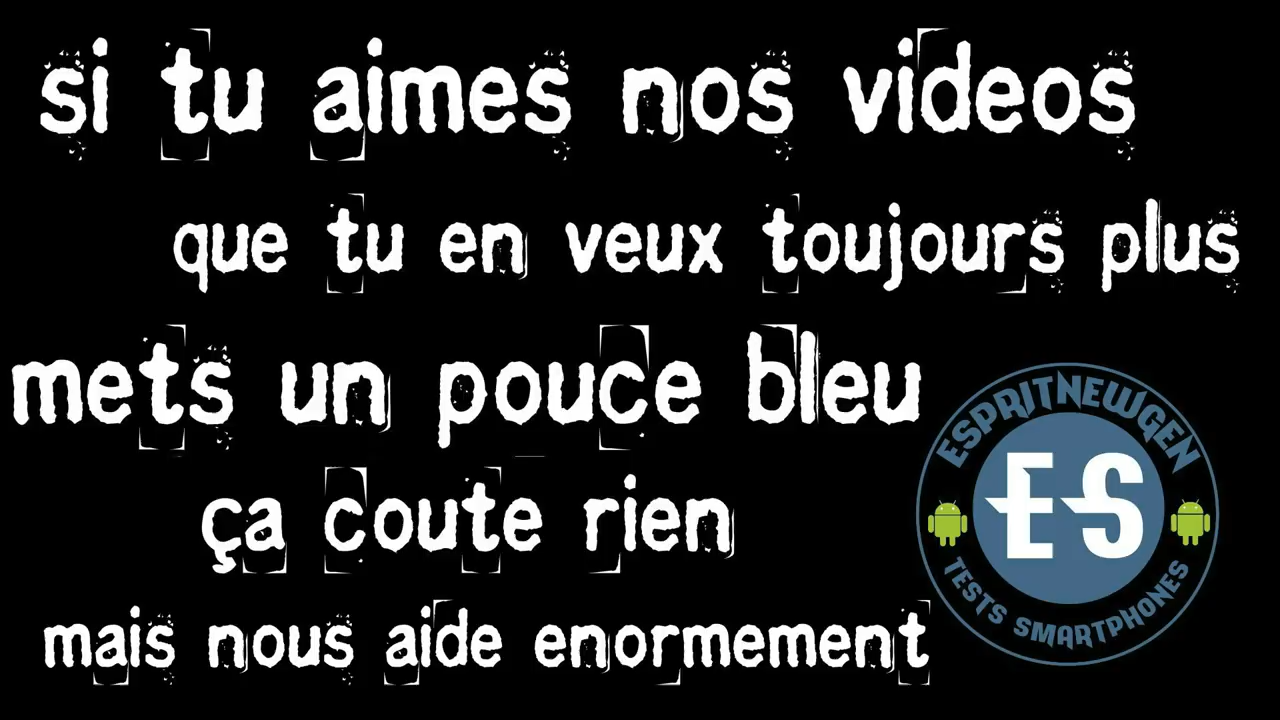 si tu aimes nos videos
que tu en veux toujours plus
mets un pouce bleu
ça coute rien
mais nous aide enormement
ESPRITNEWGEN
ES
TESTS SMARTPHONES